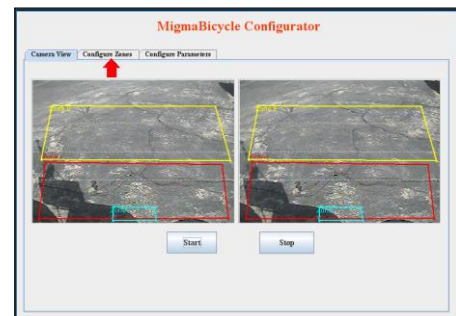 MigmaBicycle Configurator
Camera View Configure Zones Configure Parameters
Start Stop